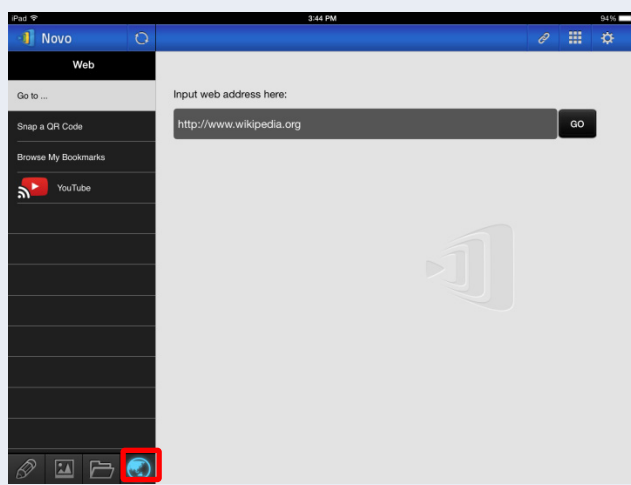 iPad 3:44 PM 94%
Novo
Web
Go to ...
Snap a QR Code
Browse My Bookmarks
YouTube
Input web address here:
http://www.wikipedia.org GO